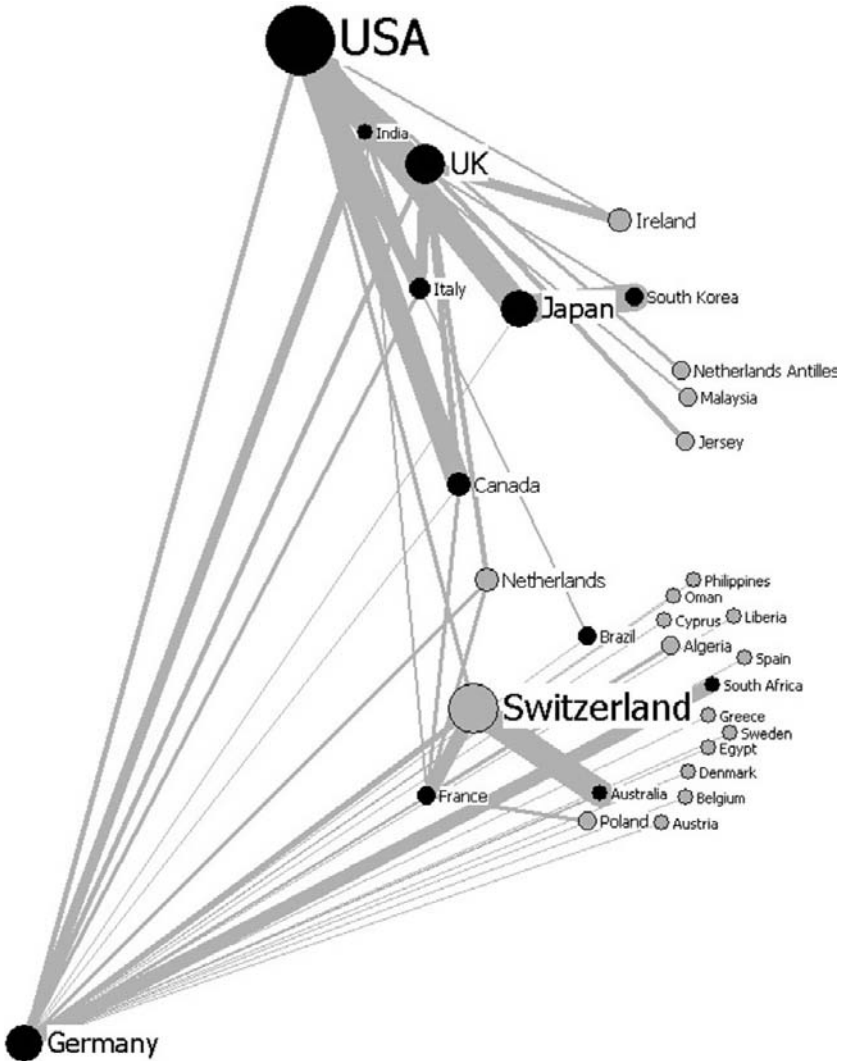 USA
India
UK
Ireland
Italy
South Korea
Japan
Netherlands Antilles
Malaysia
Jersey
Canada
Netherlands
Philippines
Oman
Liberia
Cyprus
Brazil
Algeria
Spain
South Africa
Switzerland
Greece
Sweden
Egypt
Denmark
Australia
France
Belgium
Poland
Austria
Germany